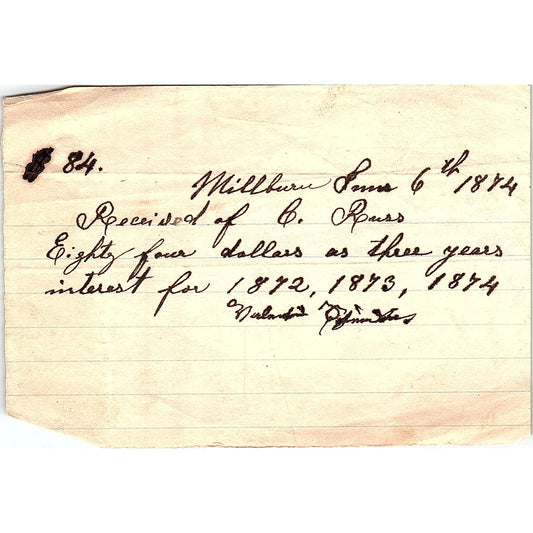 $ 84.
Millburn June 6th 1874
Received of C. Russ
Eighty four dollars as three years
interest for 1872, 1873, 1874